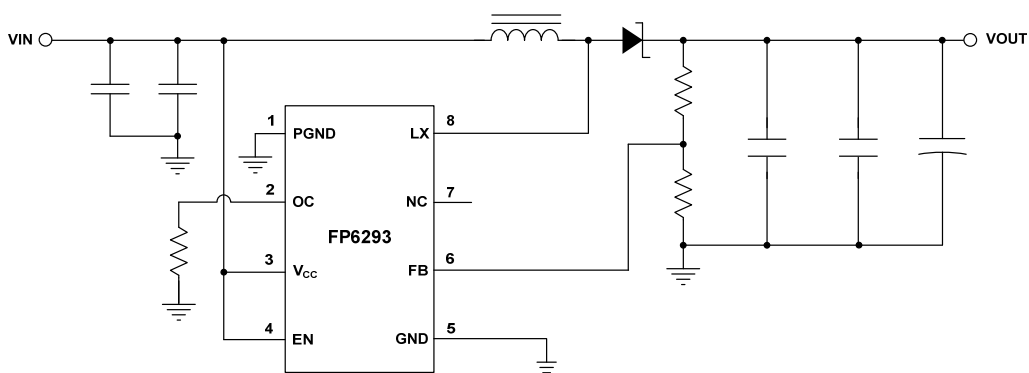 VIN
VOUT
1 PGND
LX 8
2 OC
NC 7
FP6293
3 VCC
FB 6
4 EN
GND 5